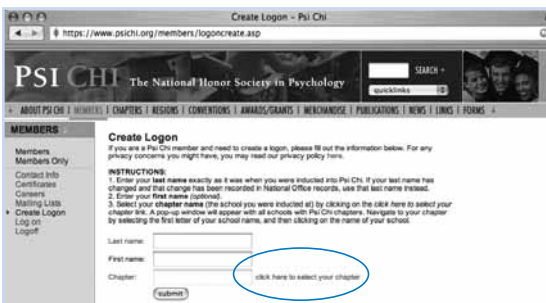 Create Logon - Psi Chi
https://www.psichi.org/members/logoncreate.asp
PSI CHI The National Honor Society in Psychology
SEARCH
quicklinks
ABOUT PSI CHI | MEMBERS | CHAPTERS | REGIONS | CONVENTIONS | AWARDS/GRANTS | MERCHANDISE | PUBLICATIONS | NEWS | LINKS | FORMS
MEMBERS
Members
Members Only
Contact Info
Certificates
Careers
Mailing Lists
Create Logon
Log on
Logoff
Create Logon
If you are a Psi Chi member and need to create a logon, please fill out the information below. For any
privacy concerns you might have, you may read our privacy policy here.
INSTRUCTIONS:
1. Enter your last name exactly as it was when you were inducted into Psi Chi. If your last name has
changed and that change has been recorded in National Office records, use that last name instead.
2. Enter your first name (optional).
3. Select your chapter name (the school you were inducted at) by clicking on the click here to select your
chapter link. A pop-up window will appear with all schools with Psi Chi chapters. Navigate to your chapter
by selecting the first letter of your school name, and then clicking on the name of your school.
Last name:
First name:
Chapter: click here to select your chapter
submit